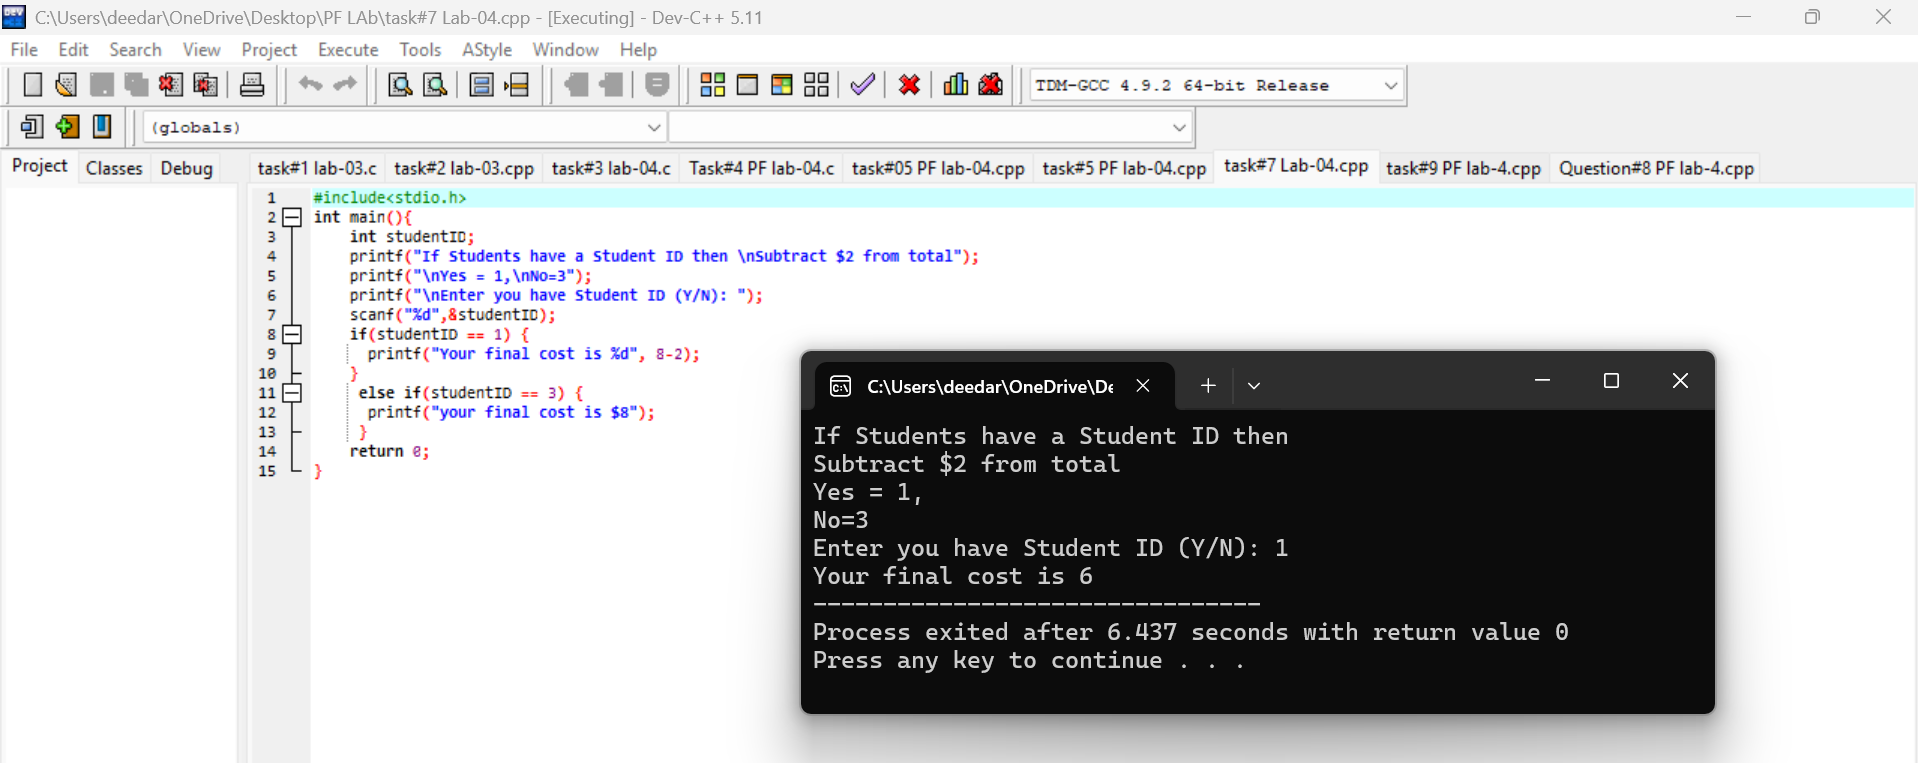 C:\Users\deedar\OneDrive\Desktop\PF LAb\task#7 Lab-04.cpp - [Executing] - Dev-C++ 5.11
File Edit Search View Project Execute Tools AStyle Window Help
TDM-GCC 4.9.2 64-bit Release
(globals)
Project Classes Debug
task#1 lab-03.c task#2 lab-03.cpp task#3 lab-04.c Task#4 PF lab-04.c task#05 PF lab-04.cpp task#5 PF lab-04.cpp task#7 Lab-04.cpp task#9 PF lab-4.cpp Question#8 PF lab-4.cpp
1 #include<stdio.h>
2 int main(){
3 int studentID;
4 printf("If Students have a Student ID then \nSubtract $2 from total");
5 printf("\nYes = 1,\nNo=3");
6 printf("\nEnter you have Student ID (Y/N): ");
7 scanf("%d",&studentID);
8 if(studentID == 1) {
9 printf("Your final cost is %d", 8-2);
10 }
11 else if(studentID == 3) {
12 printf("your final cost is $8");
13 }
14 return 0;
15 }
C:\Users\deedar\OneDrive\De
If Students have a Student ID then
Subtract $2 from total
Yes = 1,
No=3
Enter you have Student ID (Y/N): 1
Your final cost is 6
--------------------------------
Process exited after 6.437 seconds with return value 0
Press any key to continue . . .